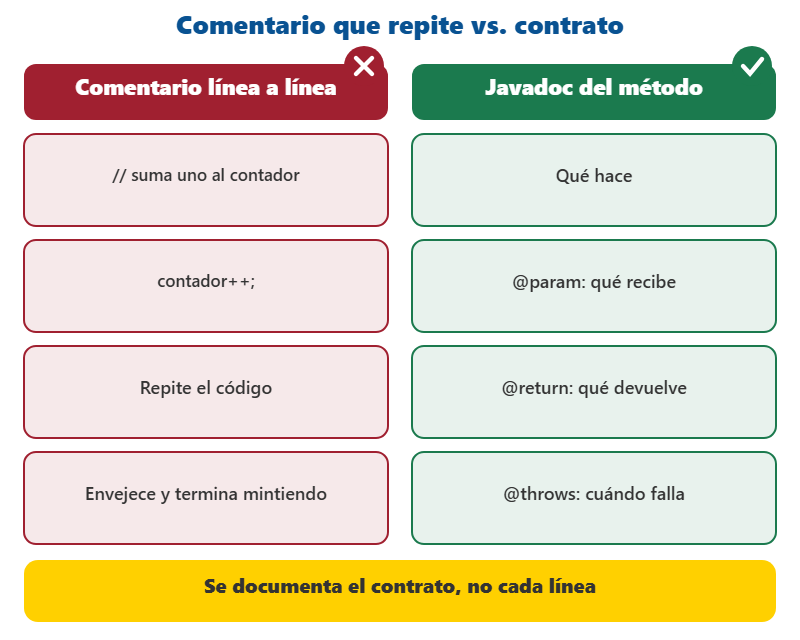 Comentario que repite vs. contrato
Comentario línea a línea
// suma uno al contador
contador++;
Repite el código
Envejece y termina mintiendo
Javadoc del método
Qué hace
@param: qué recibe
@return: qué devuelve
@throws: cuándo falla
Se documenta el contrato, no cada línea